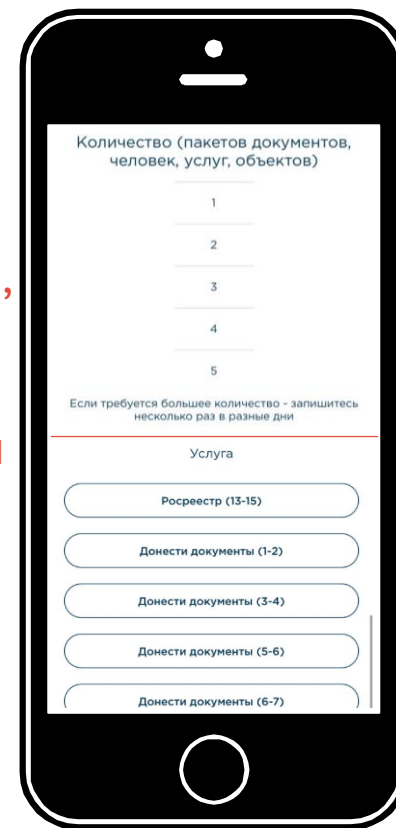 Количество (пакетов документов,
человек, услуг, объектов)
1
2
3
4
5
Если требуется большее количество - запишитесь
несколько раз в разные дни
Услуга
Росреестр (13-15)
Донести документы (1-2)
Донести документы (3-4)
Донести документы (5-6)
Донести документы (6-7)